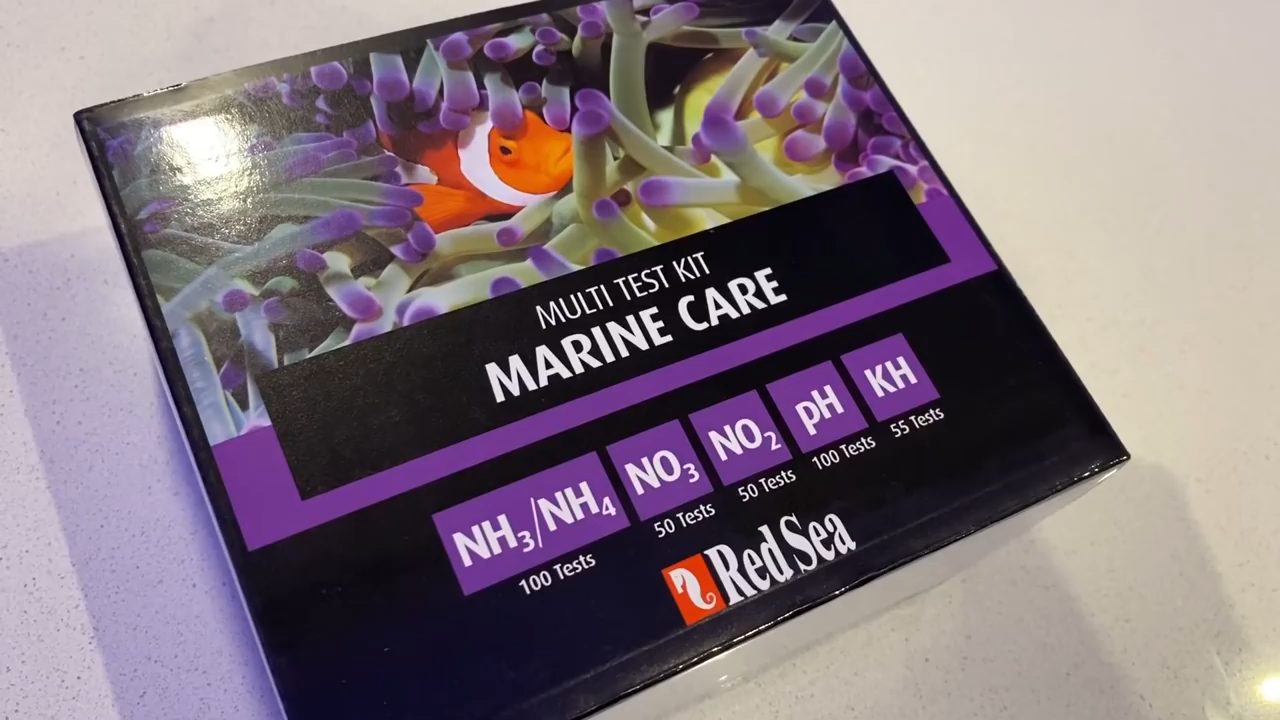 MULTI TEST KIT
MARINE CARE
NH₃/NH₄ NO₃ NO₂ pH KH
100 Tests 50 Tests 50 Tests 100 Tests 55 Tests
Red Sea